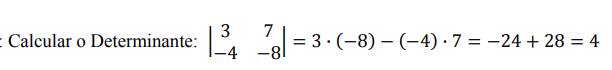 : Calcular o Determinante: |3 7
−4 −8| = 3 · (−8) − (−4) · 7 = −24 + 28 = 4